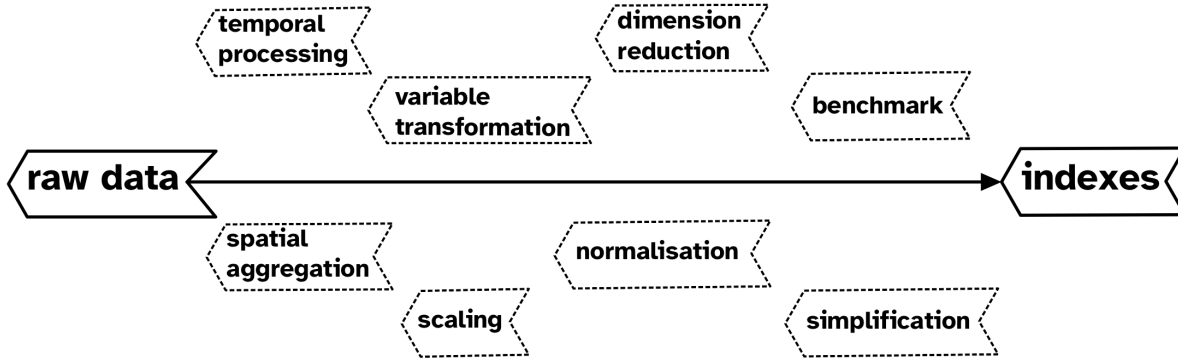 temporal
processing
dimension
reduction
variable
transformation
benchmark
raw data
indexes
spatial
aggregation
normalisation
scaling
simplification